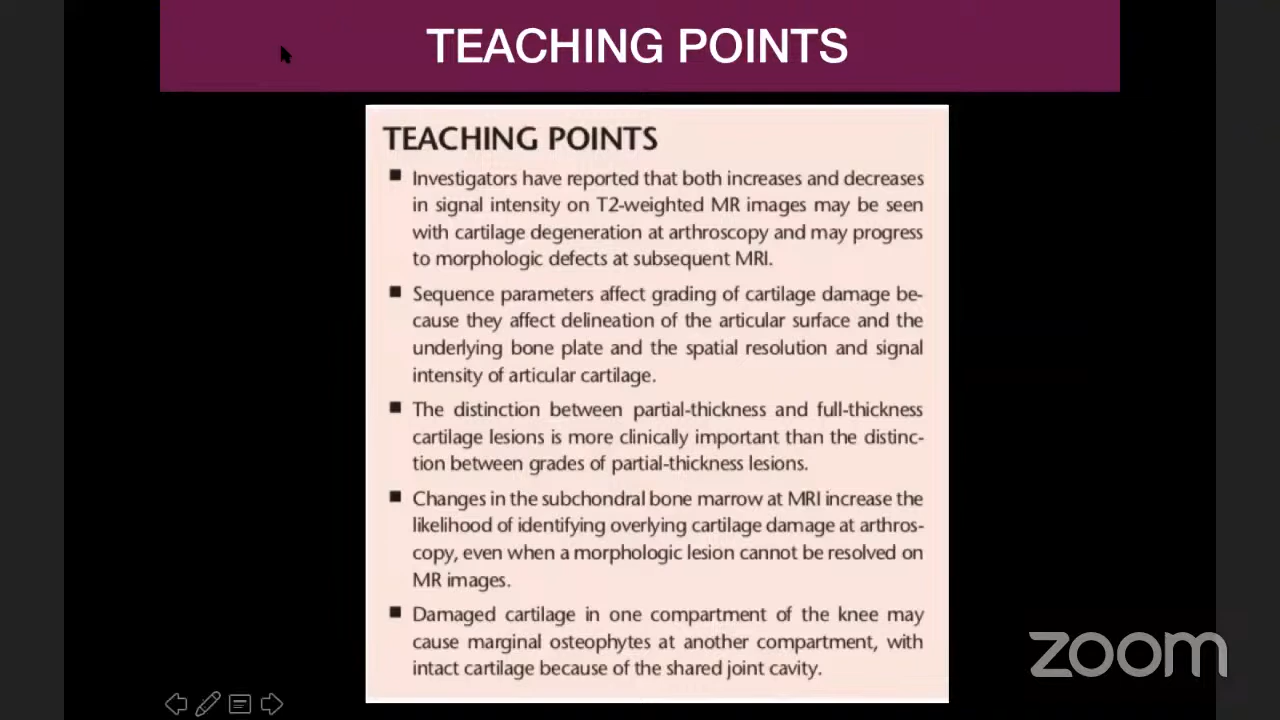 TEACHING POINTS
TEACHING POINTS
Investigators have reported that both increases and decreases
in signal intensity on T2-weighted MR images may be seen
with cartilage degeneration at arthroscopy and may progress
to morphologic defects at subsequent MRI.
Sequence parameters affect grading of cartilage damage be-
cause they affect delineation of the articular surface and the
underlying bone plate and the spatial resolution and signal
intensity of articular cartilage.
The distinction between partial-thickness and full-thickness
cartilage lesions is more clinically important than the distinc-
tion between grades of partial-thickness lesions.
Changes in the subchondral bone marrow at MRI increase the
likelihood of identifying overlying cartilage damage at arthros-
copy, even when a morphologic lesion cannot be resolved on
MR images.
Damaged cartilage in one compartment of the knee may
cause marginal osteophytes at another compartment, with
intact cartilage because of the shared joint cavity.
zoom